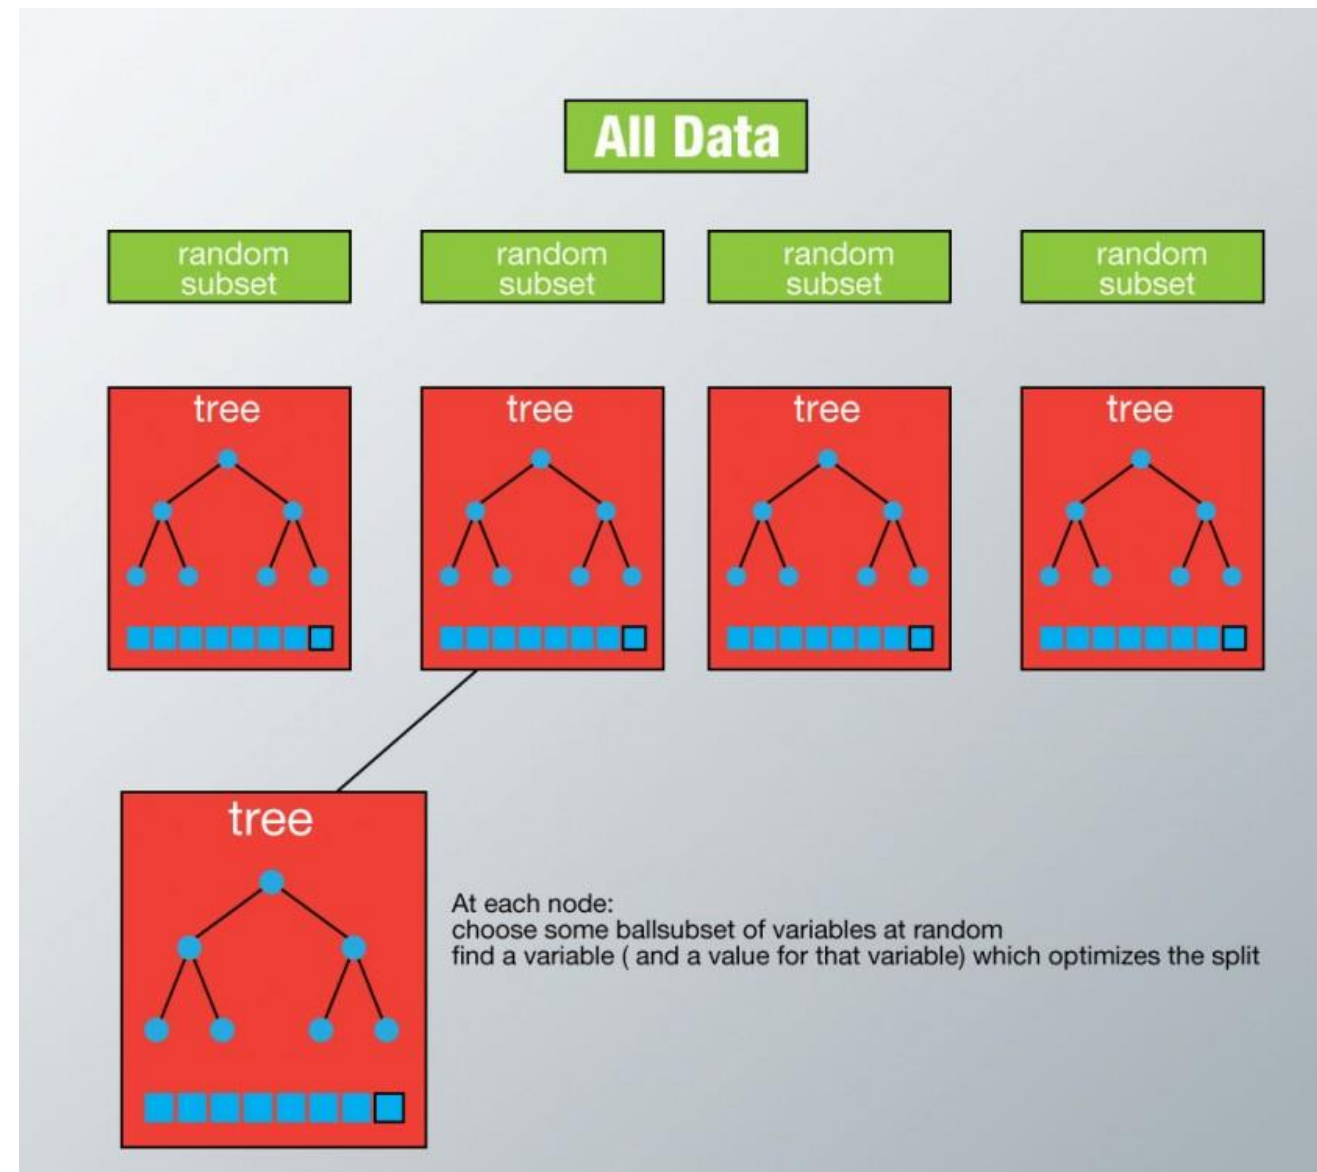 All Data
random
subset
random
subset
random
subset
random
subset
tree
tree
tree
tree
tree
At each node:
choose some ballsubset of variables at random
find a variable ( and a value for that variable) which optimizes the split